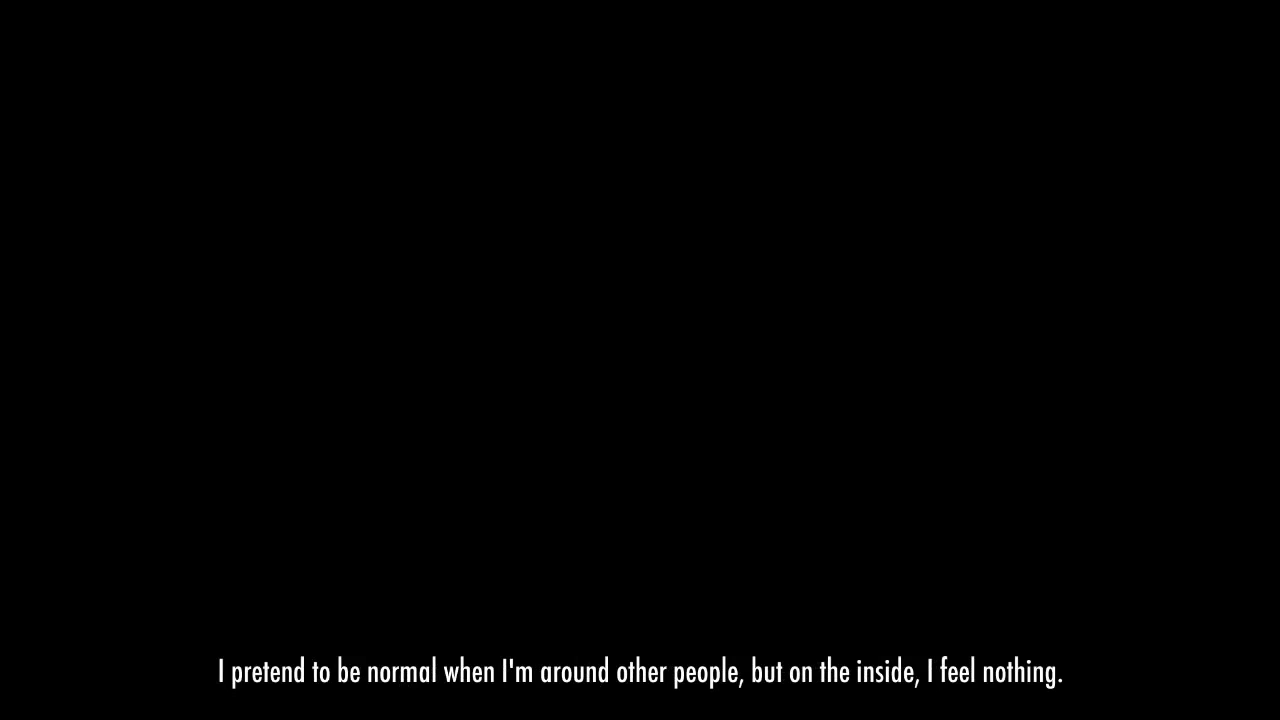 I pretend to be normal when I'm around other people, but on the inside, I feel nothing.